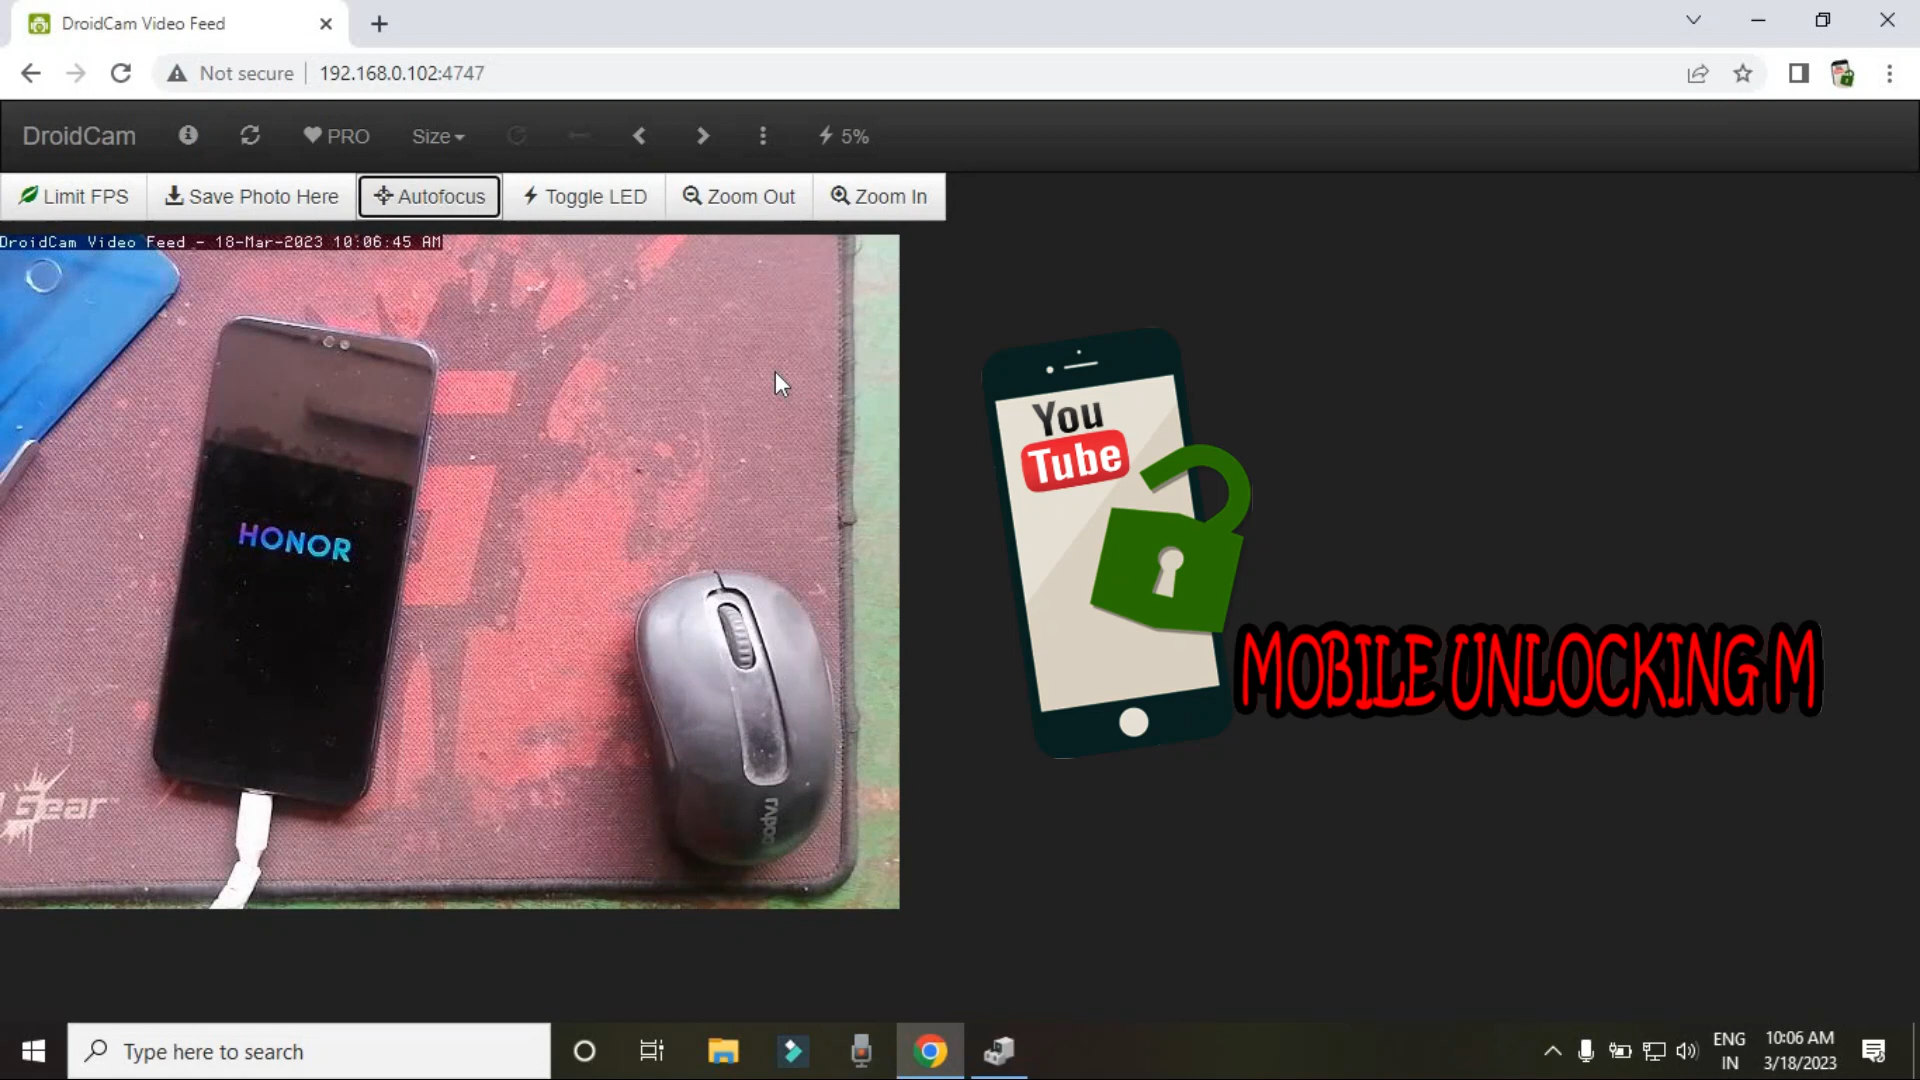 DroidCam Video Feed
Not secure 192.168.0.102:4747
DroidCam PRO Size 5%
Limit FPS Save Photo Here Autofocus Toggle LED Zoom Out Zoom In
DroidCam Video Feed - 18-Mar-2023 10:06:45 AM
HONOR
Gear
rapoo
You
Tube
MOBILE UNLOCKING M
Type here to search
ENG
IN
10:06 AM
3/18/2023